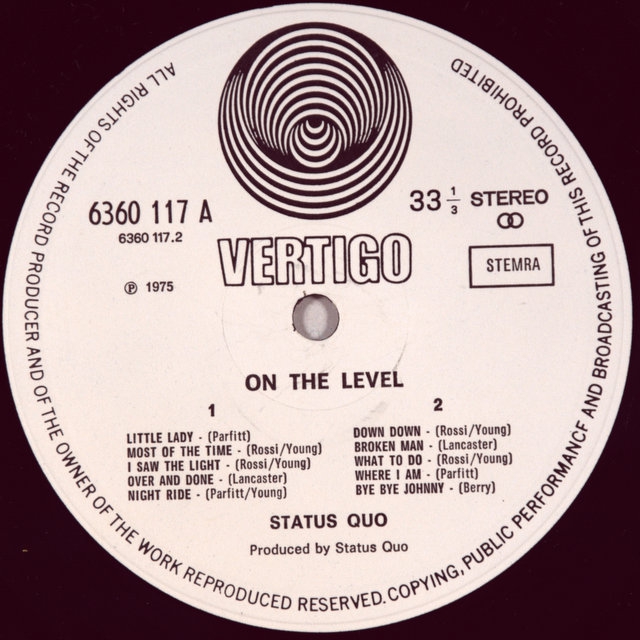 ALL RIGHTS OF THE RECORD PRODUCER AND OF THE OWNER OF THE WORK REPRODUCED RESERVED. COPYING, PUBLIC PERFORMANCE AND BROADCASTING OF THIS RECORD PROHIBITED
6360 117 A
6360 117.2
℗ 1975
33 1/3 STEREO
STEMRA
VERTIGO
ON THE LEVEL
1
LITTLE LADY - (Parfitt)
MOST OF THE TIME - (Rossi/Young)
I SAW THE LIGHT - (Rossi/Young)
OVER AND DONE - (Lancaster)
NIGHT RIDE - (Parfitt/Young)
2
DOWN DOWN - (Rossi/Young)
BROKEN MAN - (Lancaster)
WHAT TO DO - (Rossi/Young)
WHERE I AM - (Parfitt)
BYE BYE JOHNNY - (Berry)
STATUS QUO
Produced by Status Quo